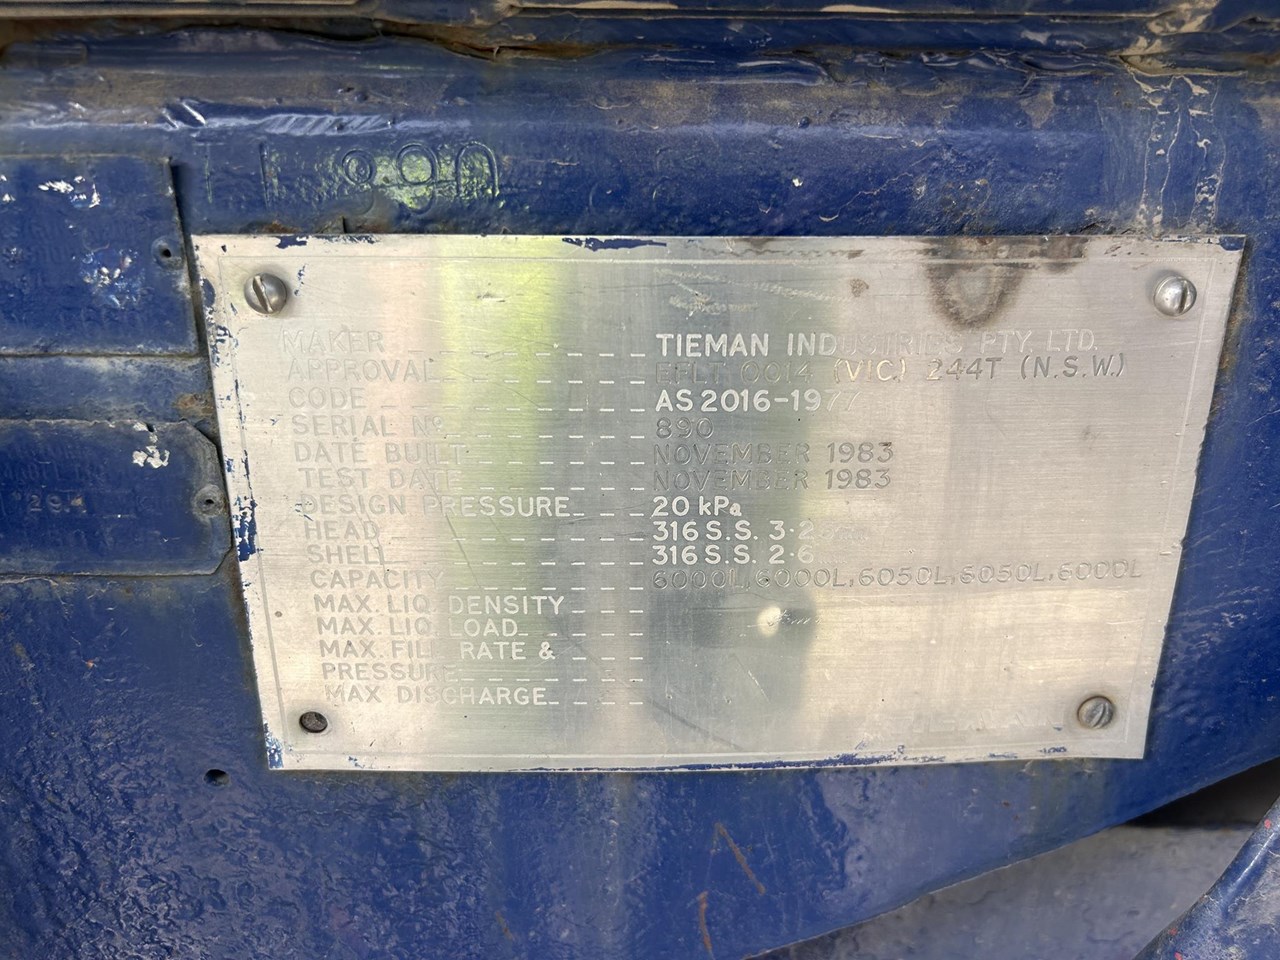 890
MAKER TIEMAN INDUSTRIES PTY. LTD.
APPROVAL EFLT 0014 (VIC.) 244T (N.S.W.)
CODE AS 2016-1977
SERIAL No. 890
DATE BUILT NOVEMBER 1983
TEST DATE NOVEMBER 1983
DESIGN PRESSURE 20 kPa
HEAD 316 S.S.
SHELL 316 S.S. 2·6
CAPACITY 6000L, 6000L, 6050L, 6050L, 6000L
MAX. LIQ. DENSITY
MAX. LIQ. LOAD
MAX. FILL RATE &
PRESSURE
MAX DISCHARGE